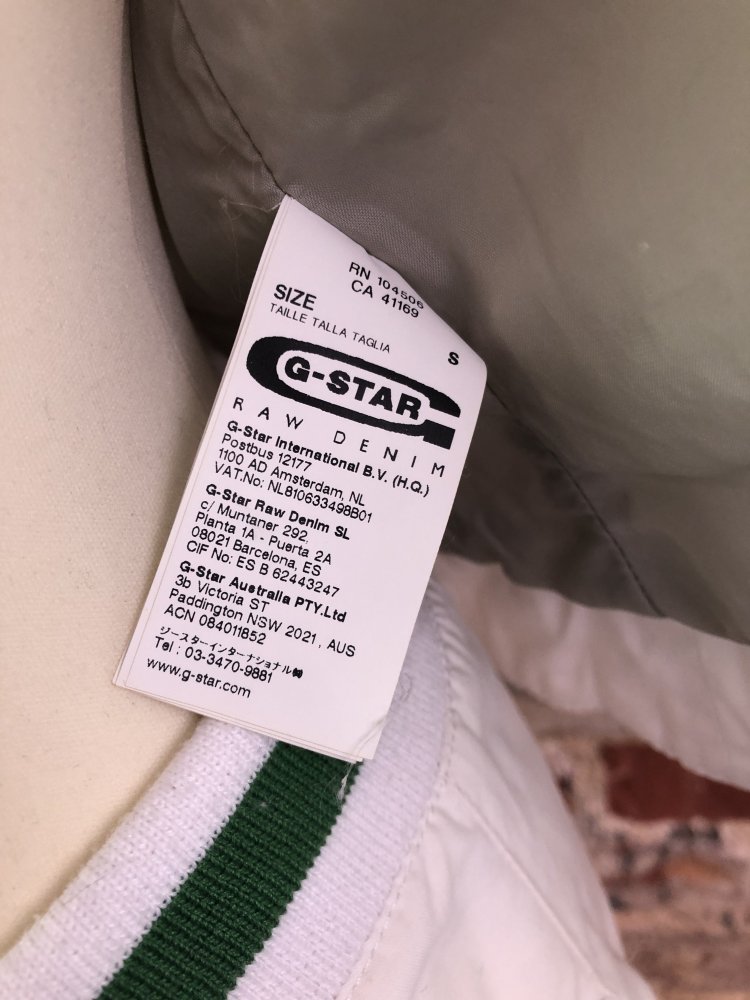 RN 104506
CA 41169
SIZE
TAILLE TALLA TAGLIA
S
G-STAR
RAW DENIM
G-Star International B.V. (H.Q.)
Postbus 12177
1100 AD Amsterdam, NL
VAT.No: NL810633498B01
G-Star Raw Denim SL
c/ Muntaner 292
Planta 1A - Puerta 2A
08021 Barcelona, ES
CIF No: ES B 62443247
G-Star Australia PTY.Ltd
3b Victoria ST
Paddington NSW 2021, AUS
ACN 084011852
ジースターインターナショナル㈱
Tel : 03-3470-9881
www.g-star.com